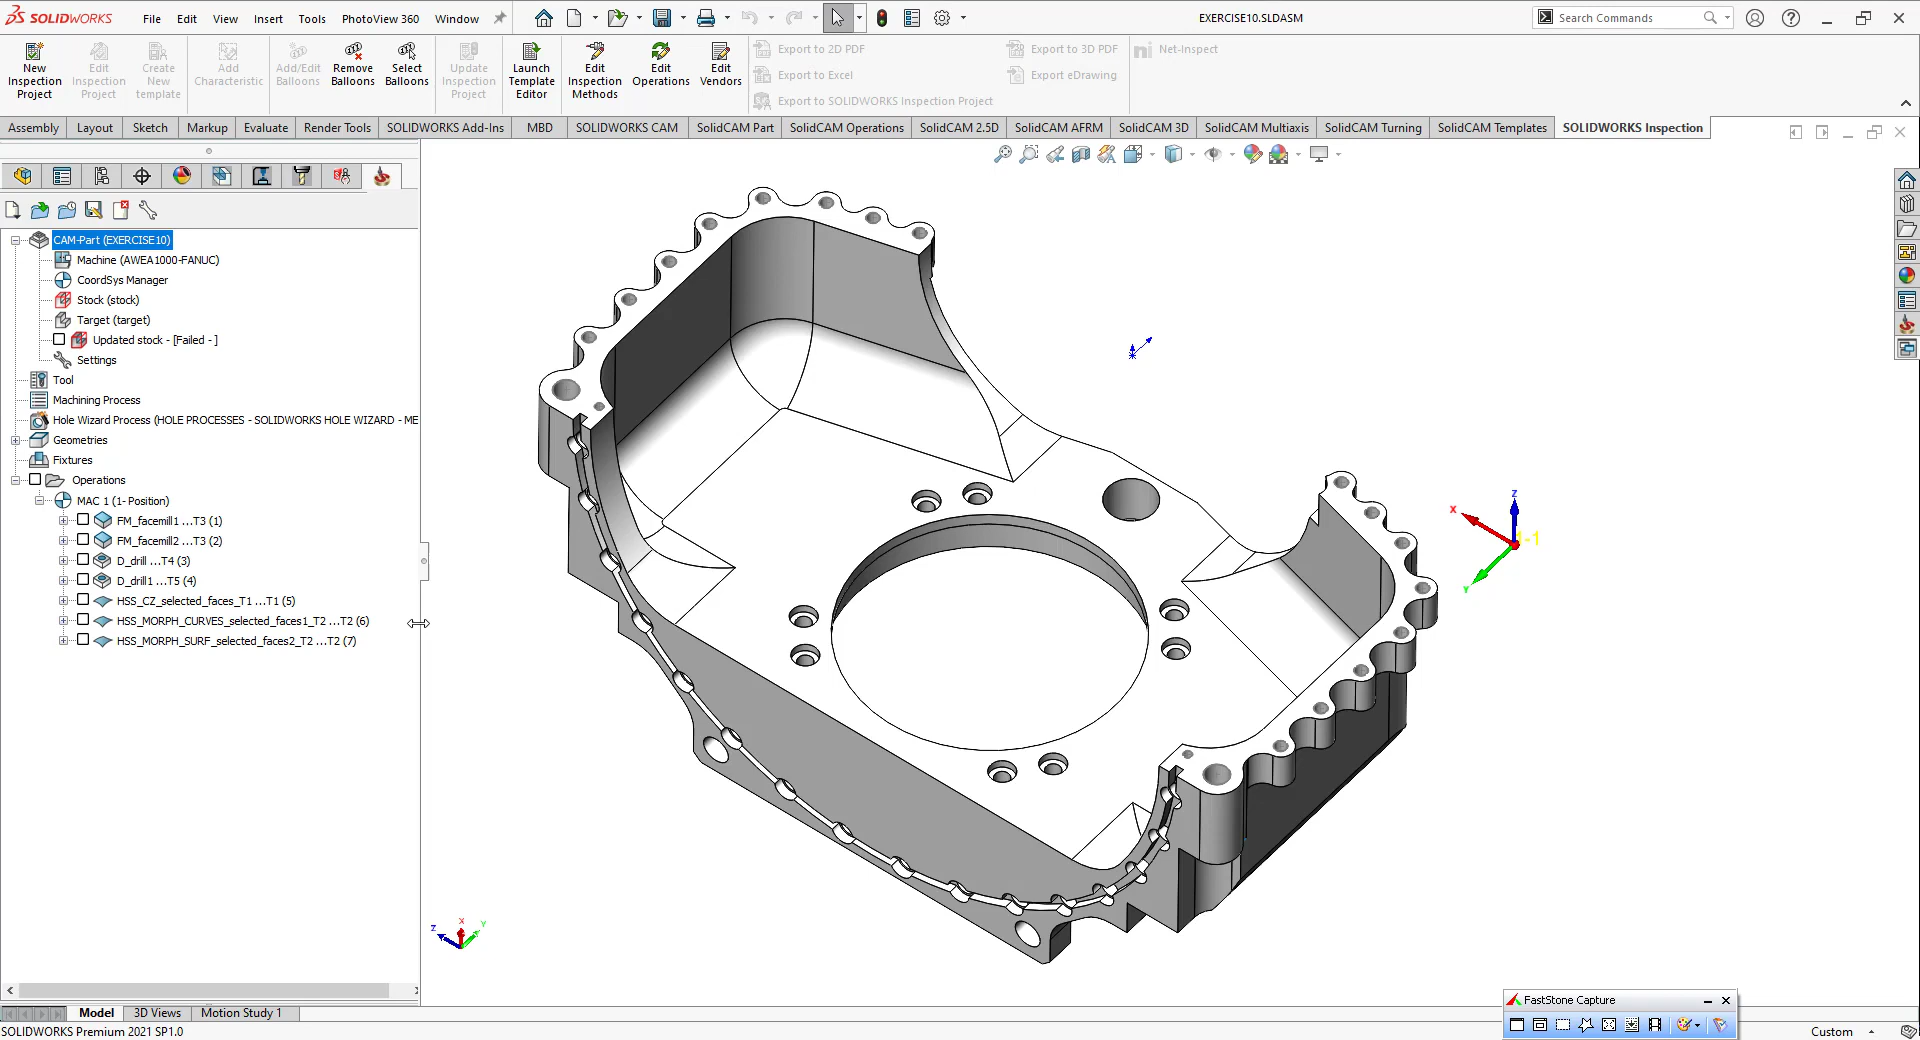 SOLIDWORKS File Edit View Insert Tools PhotoView 360 Window EXERCISE10.SLDASM Search Commands
New Inspection Project
Edit Inspection Project
Create New template
Add Characteristic
Add/Edit Balloons
Remove Balloons
Select Balloons
Update Inspection Project
Launch Template Editor
Edit Inspection Methods
Edit Operations
Edit Vendors
Export to 2D PDF
Export to Excel
Export to SOLIDWORKS Inspection Project
Export to 3D PDF
Export eDrawing
Net-Inspect
Assembly Layout Sketch Markup Evaluate Render Tools SOLIDWORKS Add-Ins MBD SOLIDWORKS CAM SolidCAM Part SolidCAM Operations SolidCAM 2.5D SolidCAM AFRM SolidCAM 3D SolidCAM Multiaxis SolidCAM Turning SolidCAM Templates SOLIDWORKS Inspection
CAM-Part (EXERCISE10)
Machine (AWEA1000-FANUC)
CoordSys Manager
Stock (stock)
Target (target)
Updated stock - [Failed - ]
Settings
Tool
Machining Process
Hole Wizard Process (HOLE PROCESSES - SOLIDWORKS HOLE WIZARD - ME
Geometries
Fixtures
Operations
MAC 1 (1- Position)
FM_facemill1 ...T3 (1)
FM_facemill2 ...T3 (2)
D_drill ...T4 (3)
D_drill1 ...T5 (4)
HSS_CZ_selected_faces_T1 ...T1 (5)
HSS_MORPH_CURVES_selected_faces1_T2 ...T2 (6)
HSS_MORPH_SURF_selected_faces2_T2 ...T2 (7)
Z
X
1-1
Y
X
Z
Y
FastStone Capture
Model 3D Views Motion Study 1
SOLIDWORKS Premium 2021 SP1.0
Custom